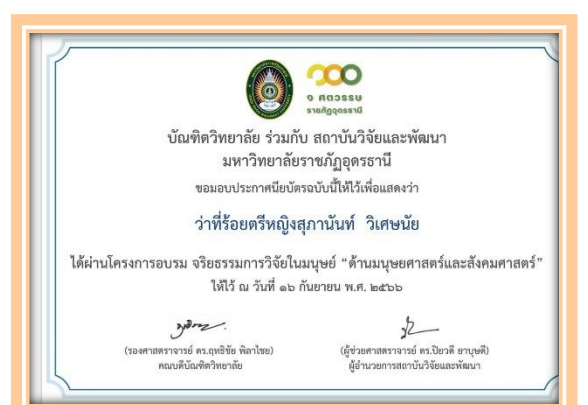 ๑๐๐
๑ ศตวรรษ
ราชภัฏอุดรธานี
บัณฑิตวิทยาลัย ร่วมกับ สถาบันวิจัยและพัฒนา
มหาวิทยาลัยราชภัฏอุดรธานี
ขอมอบประกาศนียบัตรฉบับนี้ให้ไว้เพื่อแสดงว่า
ว่าที่ร้อยตรีหญิงสุภานันท์ วิเศษนัย
ได้ผ่านโครงการอบรม จริยธรรมการวิจัยในมนุษย์ "ด้านมนุษยศาสตร์และสังคมศาสตร์"
ให้ไว้ ณ วันที่ ๑๖ กันยายน พ.ศ. ๒๕๖๖
(รองศาสตราจารย์ ดร.ฤทธิชัย พิลาไชย)
คณบดีบัณฑิตวิทยาลัย
(ผู้ช่วยศาสตราจารย์ ดร.ปิยวดี ยาบุษดี)
ผู้อำนวยการสถาบันวิจัยและพัฒนา